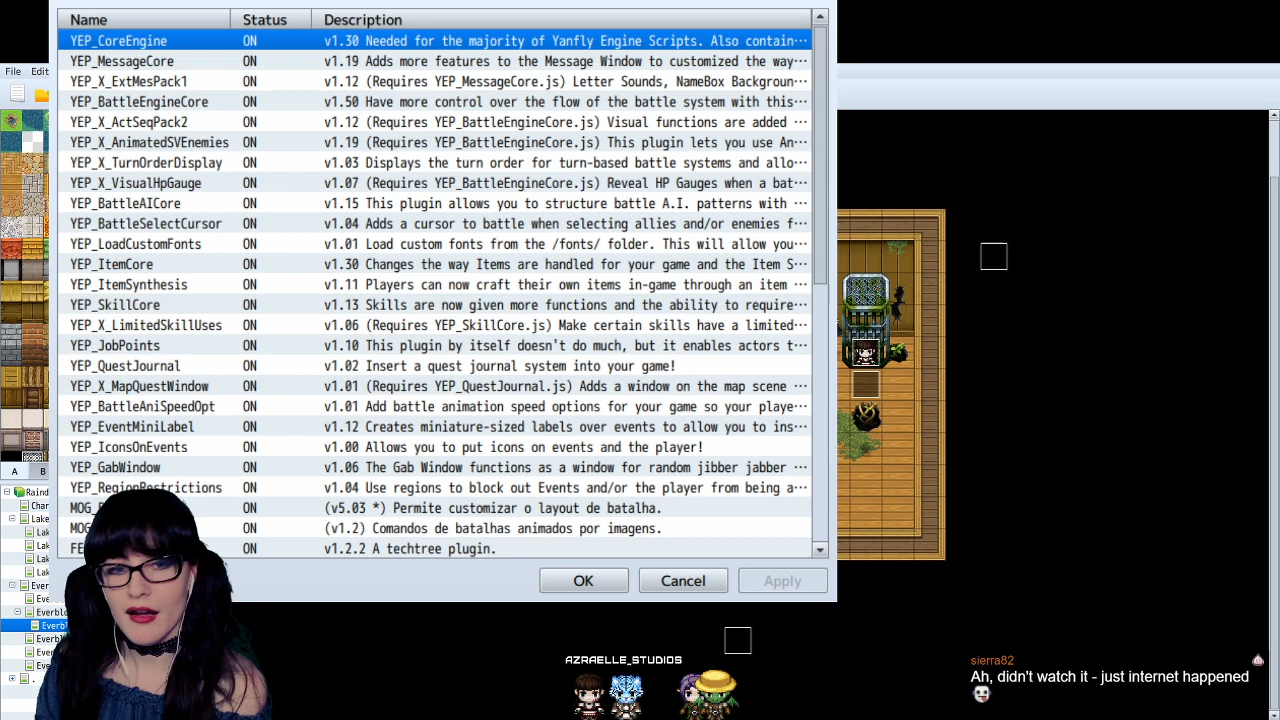 Name Status Description
YEP_CoreEngine ON v1.30 Needed for the majority of Yanfly Engine Scripts. Also contain···
File Edit YEP_MessageCore ON v1.19 Adds more features to the Message Window to customized the way···
YEP_X_ExtMesPack1 ON v1.12 (Requires YEP_MessageCore.js) Letter Sounds, NameBox Backgroun···
YEP_BattleEngineCore ON v1.50 Have more control over the flow of the battle system with this···
YEP_X_ActSeqPack2 ON v1.12 (Requires YEP_BattleEngineCore.js) Visual functions are added ···
YEP_X_AnimatedSVEnemies ON v1.19 (Requires YEP_BattleEngineCore.js) This plugin lets you use An···
YEP_X_TurnOrderDisplay ON v1.03 Displays the turn order for turn-based battle systems and allo···
YEP_X_VisualHpGauge ON v1.07 (Requires YEP_BattleEngineCore.js) Reveal HP Gauges when a bat···
YEP_BattleAICore ON v1.15 This plugin allows you to structure battle A.I. patterns with ···
YEP_BattleSelectCursor ON v1.04 Adds a cursor to battle when selecting allies and/or enemies f···
YEP_LoadCustomFonts ON v1.01 Load custom fonts from the /fonts/ folder. This will allow you···
YEP_ItemCore ON v1.30 Changes the way Items are handled for your game and the Item S···
YEP_ItemSynthesis ON v1.11 Players can now craft their own items in-game through an item ···
YEP_SkillCore ON v1.13 Skills are now given more functions and the ability to require···
YEP_X_LimitedSkillUses ON v1.06 (Requires YEP_SkillCore.js) Make certain skills have a limited···
YEP_JobPoints ON v1.10 This plugin by itself doesn't do much, but it enables actors t···
YEP_QuestJournal ON v1.02 Insert a quest journal system into your game!
YEP_X_MapQuestWindow ON v1.01 (Requires YEP_QuestJournal.js) Adds a window on the map scene ···
YEP_BattleAniSpeedOpt ON v1.01 Add battle animation speed options for your game so your playe···
YEP_EventMiniLabel ON v1.12 Creates miniature-sized labels over events to allow you to ins···
YEP_IconsOnEvents ON v1.00 Allows you to put icons on events and the player!
A B YEP_GabWindow ON v1.06 The Gab Window functions as a window for random jibber jabber ···
Raind YEP_RegionRestrictions ON v1.04 Use regions to block out Events and/or the player from being a···
Char MOG_ ON (v5.03 *) Permite customizar o layout de batalha.
Lake MOG ON (v1.2) Comandos de batalhas animados por imagens.
Lak FE ON v1.2.2 A techtree plugin.
Lak
Lak
Lak
OK Cancel Apply
Ever
Eve
Everblo
Everbl
Everbl
Eve
Eve
AZRAELLE_STUDIOS
sierra82
Ah, didn't watch it - just internet happened